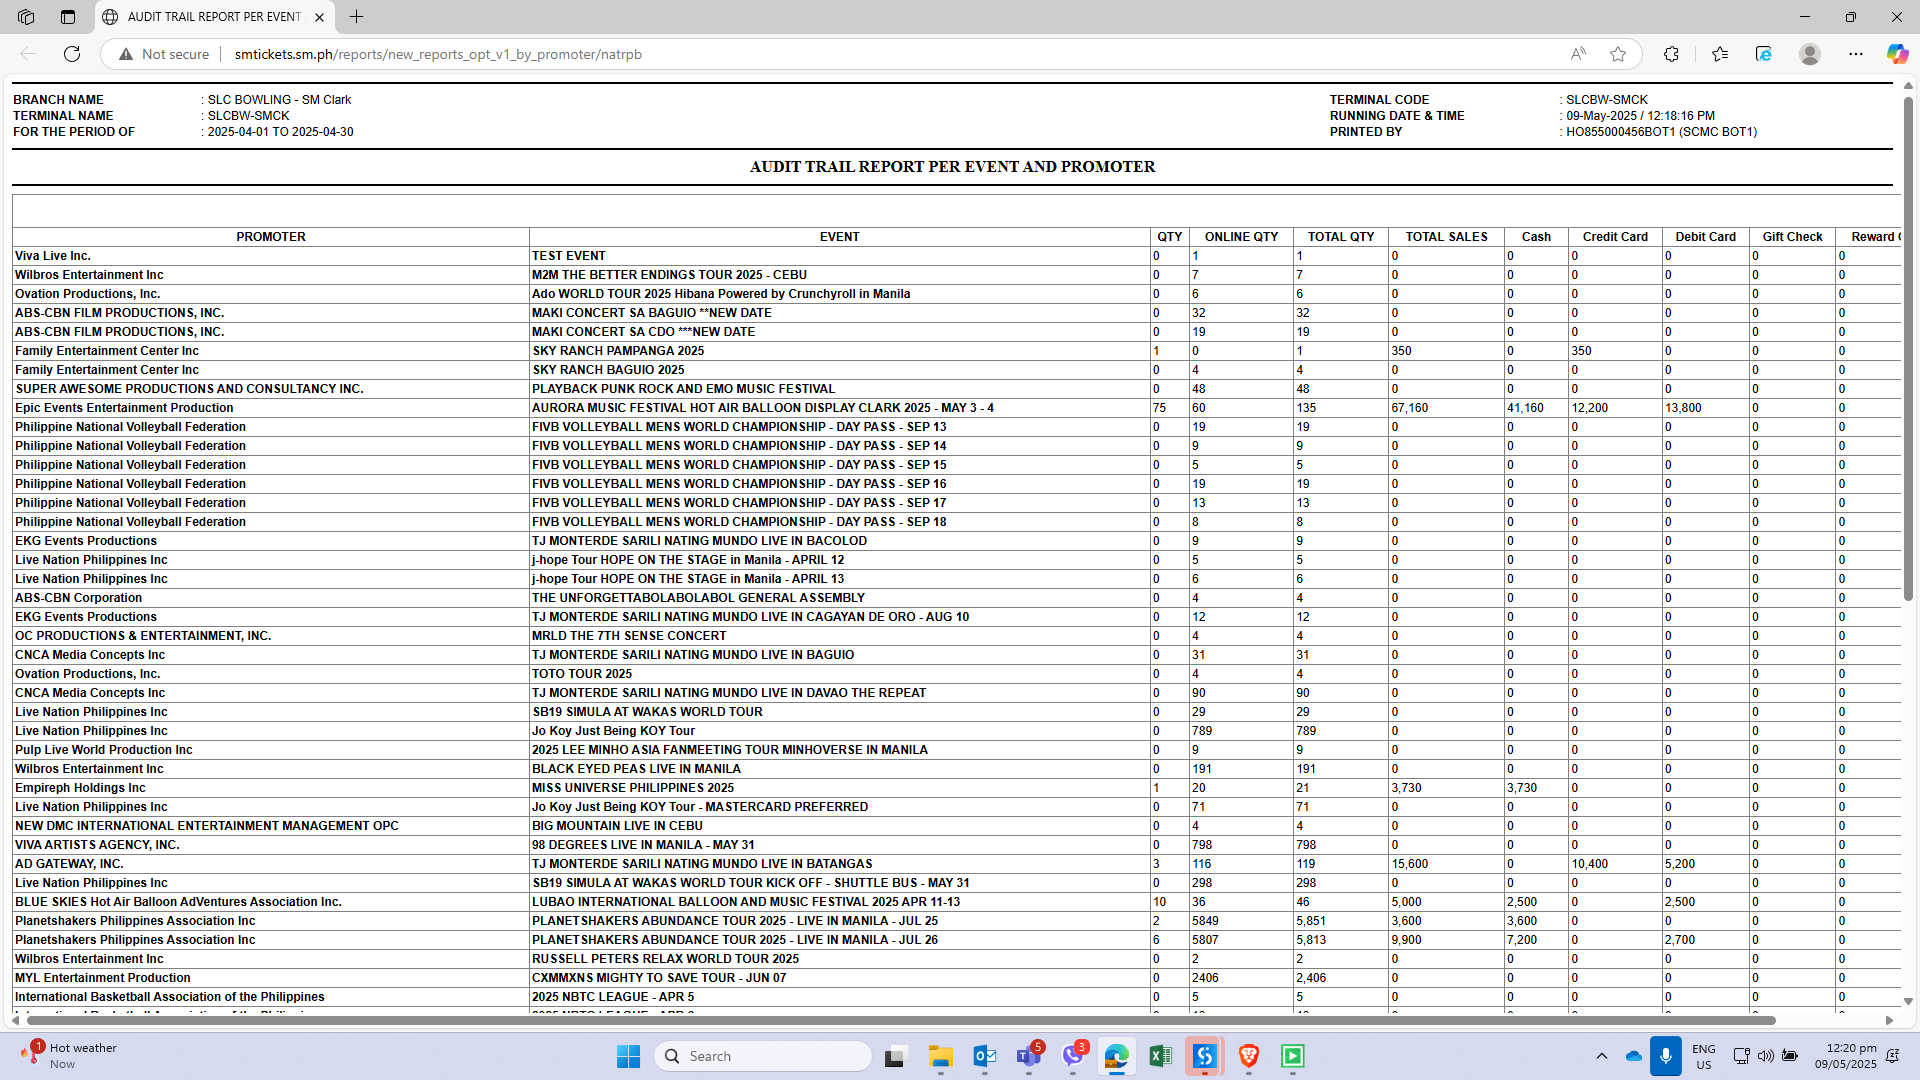 AUDIT TRAIL REPORT PER EVENT
Not secure
smtickets.sm.ph/reports/new_reports_opt_v1_by_promoter/natrpb
BRANCH NAME : SLC BOWLING - SM Clark TERMINAL CODE : SLCBW-SMCK
TERMINAL NAME : SLCBW-SMCK RUNNING DATE & TIME : 09-May-2025 / 12:18:16 PM
FOR THE PERIOD OF : 2025-04-01 TO 2025-04-30 PRINTED BY : HO855000456BOT1 (SCMC BOT1)
AUDIT TRAIL REPORT PER EVENT AND PROMOTER
PROMOTER EVENT QTY ONLINE QTY TOTAL QTY TOTAL SALES Cash Credit Card Debit Card Gift Check Reward
Viva Live Inc. TEST EVENT 0 1 1 0 0 0 0 0 0
Wilbros Entertainment Inc M2M THE BETTER ENDINGS TOUR 2025 - CEBU 0 7 7 0 0 0 0 0 0
Ovation Productions, Inc. Ado WORLD TOUR 2025 Hibana Powered by Crunchyroll in Manila 0 6 6 0 0 0 0 0 0
ABS-CBN FILM PRODUCTIONS, INC. MAKI CONCERT SA BAGUIO **NEW DATE 0 32 32 0 0 0 0 0 0
ABS-CBN FILM PRODUCTIONS, INC. MAKI CONCERT SA CDO ***NEW DATE 0 19 19 0 0 0 0 0 0
Family Entertainment Center Inc SKY RANCH PAMPANGA 2025 1 0 1 350 0 350 0 0 0
Family Entertainment Center Inc SKY RANCH BAGUIO 2025 0 4 4 0 0 0 0 0 0
SUPER AWESOME PRODUCTIONS AND CONSULTANCY INC. PLAYBACK PUNK ROCK AND EMO MUSIC FESTIVAL 0 48 48 0 0 0 0 0 0
Epic Events Entertainment Production AURORA MUSIC FESTIVAL HOT AIR BALLOON DISPLAY CLARK 2025 - MAY 3 - 4 75 60 135 67,160 41,160 12,200 13,800 0 0
Philippine National Volleyball Federation FIVB VOLLEYBALL MENS WORLD CHAMPIONSHIP - DAY PASS - SEP 13 0 19 19 0 0 0 0 0 0
Philippine National Volleyball Federation FIVB VOLLEYBALL MENS WORLD CHAMPIONSHIP - DAY PASS - SEP 14 0 9 9 0 0 0 0 0 0
Philippine National Volleyball Federation FIVB VOLLEYBALL MENS WORLD CHAMPIONSHIP - DAY PASS - SEP 15 0 5 5 0 0 0 0 0 0
Philippine National Volleyball Federation FIVB VOLLEYBALL MENS WORLD CHAMPIONSHIP - DAY PASS - SEP 16 0 19 19 0 0 0 0 0 0
Philippine National Volleyball Federation FIVB VOLLEYBALL MENS WORLD CHAMPIONSHIP - DAY PASS - SEP 17 0 13 13 0 0 0 0 0 0
Philippine National Volleyball Federation FIVB VOLLEYBALL MENS WORLD CHAMPIONSHIP - DAY PASS - SEP 18 0 8 8 0 0 0 0 0 0
EKG Events Productions TJ MONTERDE SARILI NATING MUNDO LIVE IN BACOLOD 0 9 9 0 0 0 0 0 0
Live Nation Philippines Inc j-hope Tour HOPE ON THE STAGE in Manila - APRIL 12 0 5 5 0 0 0 0 0 0
Live Nation Philippines Inc j-hope Tour HOPE ON THE STAGE in Manila - APRIL 13 0 6 6 0 0 0 0 0 0
ABS-CBN Corporation THE UNFORGETTABOLABOLABOL GENERAL ASSEMBLY 0 4 4 0 0 0 0 0 0
EKG Events Productions TJ MONTERDE SARILI NATING MUNDO LIVE IN CAGAYAN DE ORO - AUG 10 0 12 12 0 0 0 0 0 0
OC PRODUCTIONS & ENTERTAINMENT, INC. MRLD THE 7TH SENSE CONCERT 0 4 4 0 0 0 0 0 0
CNCA Media Concepts Inc TJ MONTERDE SARILI NATING MUNDO LIVE IN BAGUIO 0 31 31 0 0 0 0 0 0
Ovation Productions, Inc. TOTO TOUR 2025 0 4 4 0 0 0 0 0 0
CNCA Media Concepts Inc TJ MONTERDE SARILI NATING MUNDO LIVE IN DAVAO THE REPEAT 0 90 90 0 0 0 0 0 0
Live Nation Philippines Inc SB19 SIMULA AT WAKAS WORLD TOUR 0 29 29 0 0 0 0 0 0
Live Nation Philippines Inc Jo Koy Just Being KOY Tour 0 789 789 0 0 0 0 0 0
Pulp Live World Production Inc 2025 LEE MINHO ASIA FANMEETING TOUR MINHOVERSE IN MANILA 0 9 9 0 0 0 0 0 0
Wilbros Entertainment Inc BLACK EYED PEAS LIVE IN MANILA 0 191 191 0 0 0 0 0 0
Empireph Holdings Inc MISS UNIVERSE PHILIPPINES 2025 1 20 21 3,730 3,730 0 0 0 0
Live Nation Philippines Inc Jo Koy Just Being KOY Tour - MASTERCARD PREFERRED 0 71 71 0 0 0 0 0 0
NEW DMC INTERNATIONAL ENTERTAINMENT MANAGEMENT OPC BIG MOUNTAIN LIVE IN CEBU 0 4 4 0 0 0 0 0 0
VIVA ARTISTS AGENCY, INC. 98 DEGREES LIVE IN MANILA - MAY 31 0 798 798 0 0 0 0 0 0
AD GATEWAY, INC. TJ MONTERDE SARILI NATING MUNDO LIVE IN BATANGAS 3 116 119 15,600 0 10,400 5,200 0 0
Live Nation Philippines Inc SB19 SIMULA AT WAKAS WORLD TOUR KICK OFF - SHUTTLE BUS - MAY 31 0 298 298 0 0 0 0 0 0
BLUE SKIES Hot Air Balloon AdVentures Association Inc. LUBAO INTERNATIONAL BALLOON AND MUSIC FESTIVAL 2025 APR 11-13 10 36 46 5,000 2,500 0 2,500 0 0
Planetshakers Philippines Association Inc PLANETSHAKERS ABUNDANCE TOUR 2025 - LIVE IN MANILA - JUL 25 2 5849 5,851 3,600 3,600 0 0 0 0
Planetshakers Philippines Association Inc PLANETSHAKERS ABUNDANCE TOUR 2025 - LIVE IN MANILA - JUL 26 6 5807 5,813 9,900 7,200 0 2,700 0 0
Wilbros Entertainment Inc RUSSELL PETERS RELAX WORLD TOUR 2025 0 2 2 0 0 0 0 0 0
MYL Entertainment Production CXMMXNS MIGHTY TO SAVE TOUR - JUN 07 0 2406 2,406 0 0 0 0 0 0
International Basketball Association of the Philippines 2025 NBTC LEAGUE - APR 5 0 5 5 0 0 0 0 0 0
1 Hot weather
Now
Search
5
3
ENG
US
12:20 pm
09/05/2025